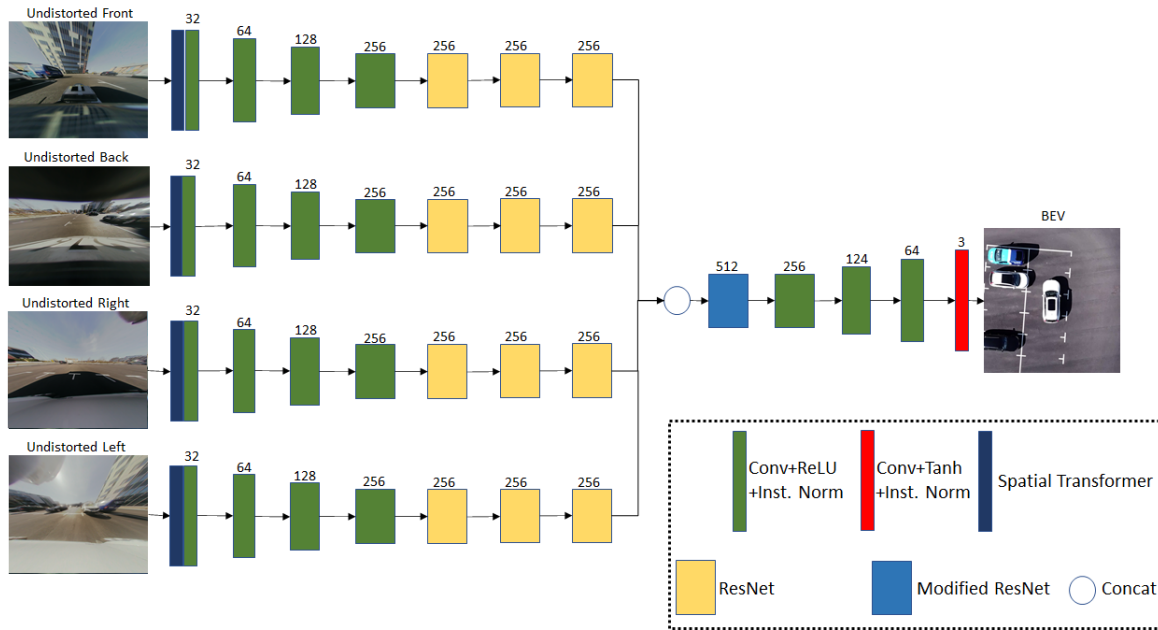 Undistorted Front
32
64
128
256
256
256
256
Undistorted Back
32
64
128
256
256
256
256
Undistorted Right
32
64
128
256
256
256
256
Undistorted Left
32
64
128
256
256
256
256
512
256
124
64
3
BEV
Conv+ReLU
+Inst. Norm
Conv+Tanh
+Inst. Norm
Spatial Transformer
ResNet
Modified ResNet
Concat